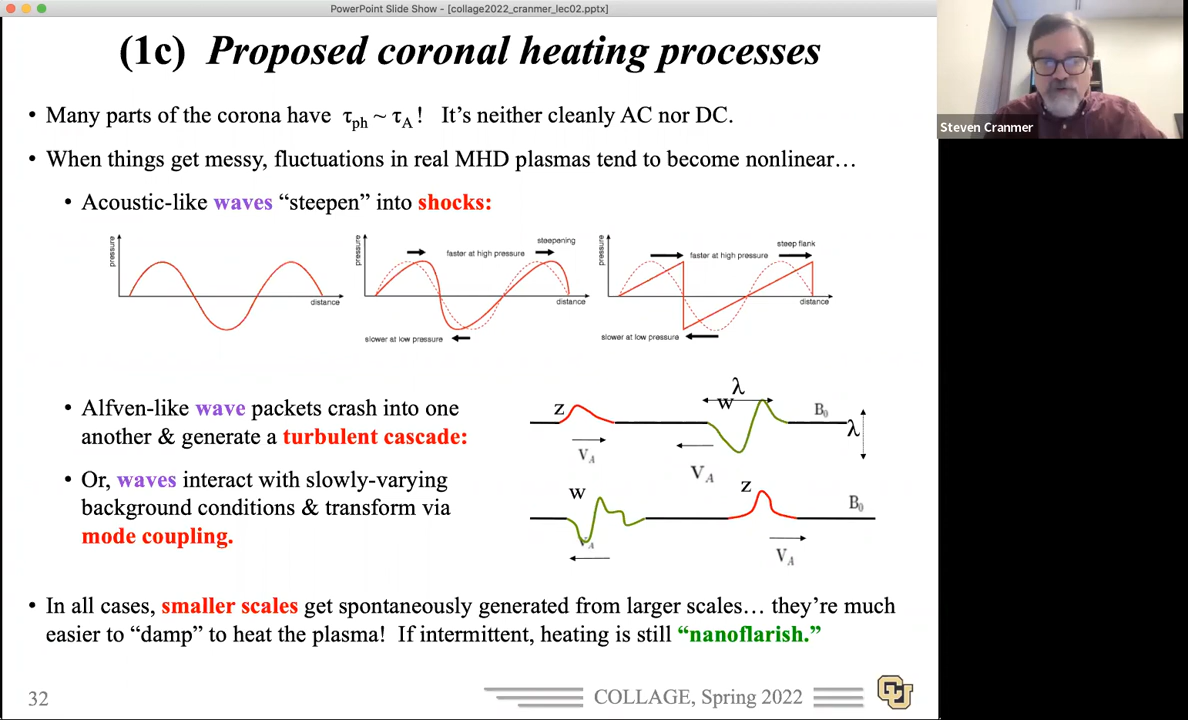 PowerPoint Slide Show - [collage2022_cranmer_lec02.pptx]
(1c) Proposed coronal heating processes
• Many parts of the corona have τph ~ τA! It's neither cleanly AC nor DC.
• When things get messy, fluctuations in real MHD plasmas tend to become nonlinear…
• Acoustic-like waves “steepen” into shocks:
pressure
distance
pressure
faster at high pressure
steepening
distance
slower at low pressure
pressure
faster at high pressure
steep flank
distance
slower at low pressure
• Alfven-like wave packets crash into one
another & generate a turbulent cascade:
• Or, waves interact with slowly-varying
background conditions & transform via
mode coupling.
λ
Z
W
B0
λ
VA
VA
W
Z
B0
A
VA
• In all cases, smaller scales get spontaneously generated from larger scales… they're much
easier to “damp” to heat the plasma! If intermittent, heating is still “nanoflarish.”
32
COLLAGE, Spring 2022
CU
Steven Cranmer